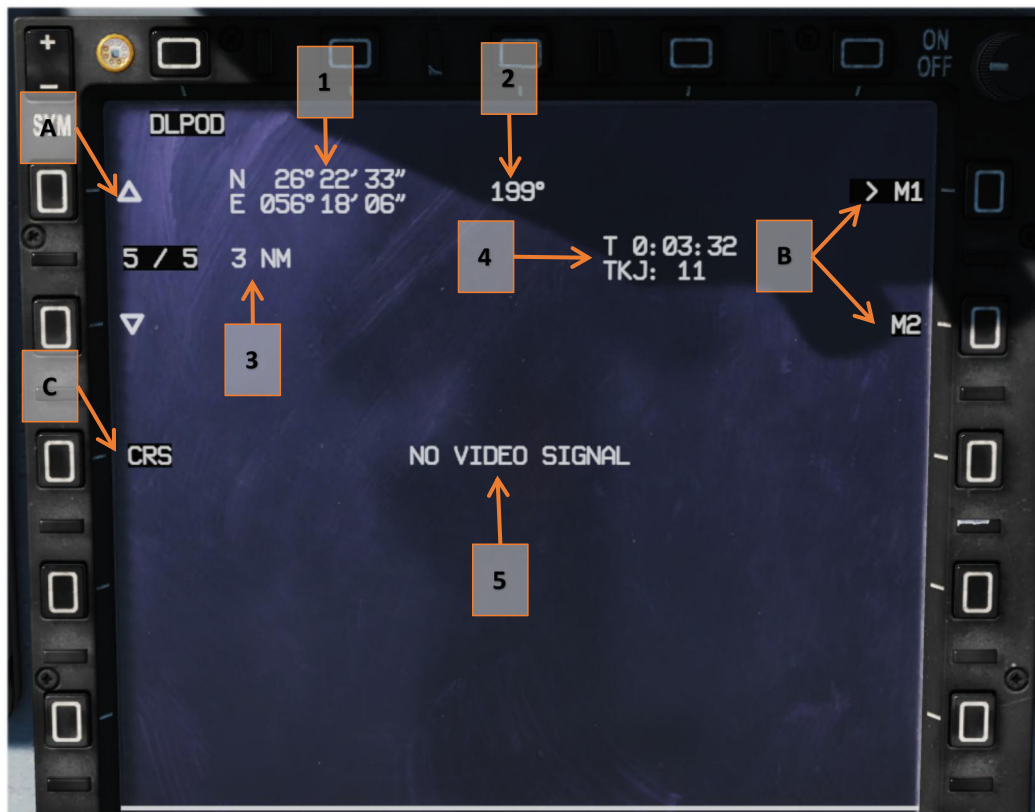 +
-
SYM
ON
OFF
1
2
A
DLPOD
N 26°22′33″
E 056°18′06″
199°
> M1
T 0:03:32
TKJ: 11
4
B
5 / 5
3 NM
3
M2
C
CRS
NO VIDEO SIGNAL
5